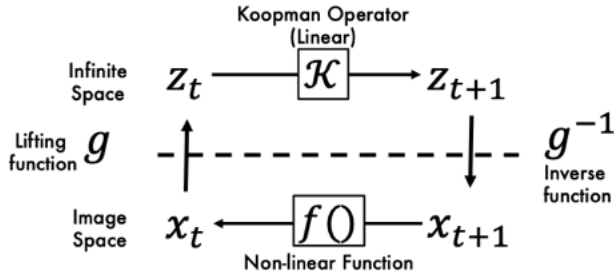 Koopman Operator
(Linear)
Infinite
Space
z_t
𝒦
z_{t+1}
Lifting
function
g
g^{-1}
Inverse
function
Image
Space
x_t
f()
x_{t+1}
Non-linear Function